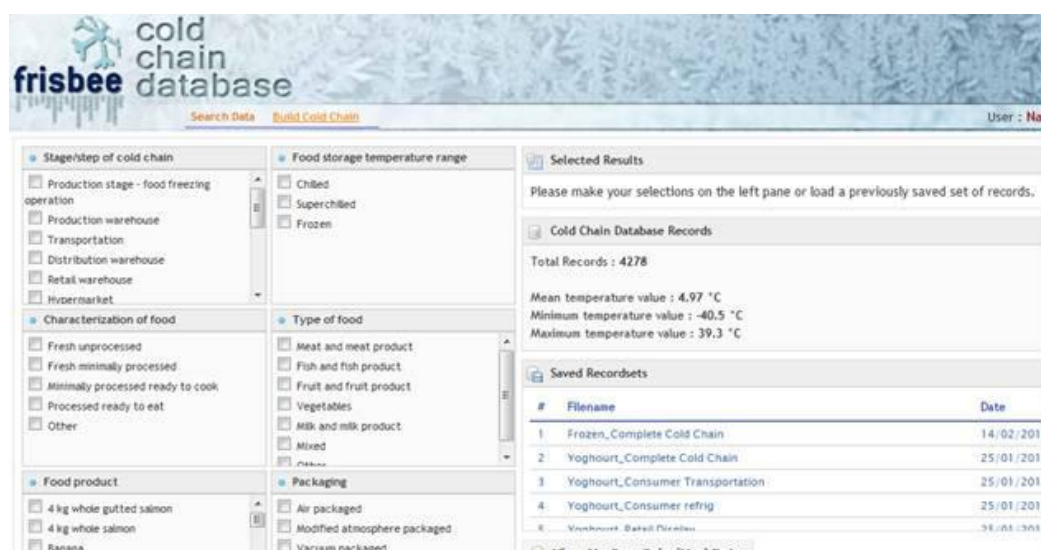 cold
chain
frisbee database
Search Data Build Cold Chain
User : Na
Stage/step of cold chain
Production stage - food freezing
operation
Production warehouse
Transportation
Distribution warehouse
Retail warehouse
Hypermarket
Food storage temperature range
Chilled
Superchilled
Frozen
Selected Results
Please make your selections on the left pane or load a previously saved set of records.
Cold Chain Database Records
Total Records : 4278
Mean temperature value : 4.97 °C
Minimum temperature value : -40.5 °C
Maximum temperature value : 39.3 °C
Characterization of food
Fresh unprocessed
Fresh minimally processed
Minimally processed ready to cook
Processed ready to eat
Other
Type of food
Meat and meat product
Fish and fish product
Fruit and fruit product
Vegetables
Milk and milk product
Mixed
Other
Saved Recordsets
# Filename Date
1 Frozen_Complete Cold Chain 14/02/201
2 Yoghourt_Complete Cold Chain 25/01/201
3 Yoghourt_Consumer Transportation 25/01/201
4 Yoghourt_Consumer refrig 25/01/201
5 Yoghourt_Retail Display 25/01/201
Food product
4 kg whole gutted salmon
4 kg whole salmon
Banana
Packaging
Air packaged
Modified atmosphere packaged
Vacuum packaged